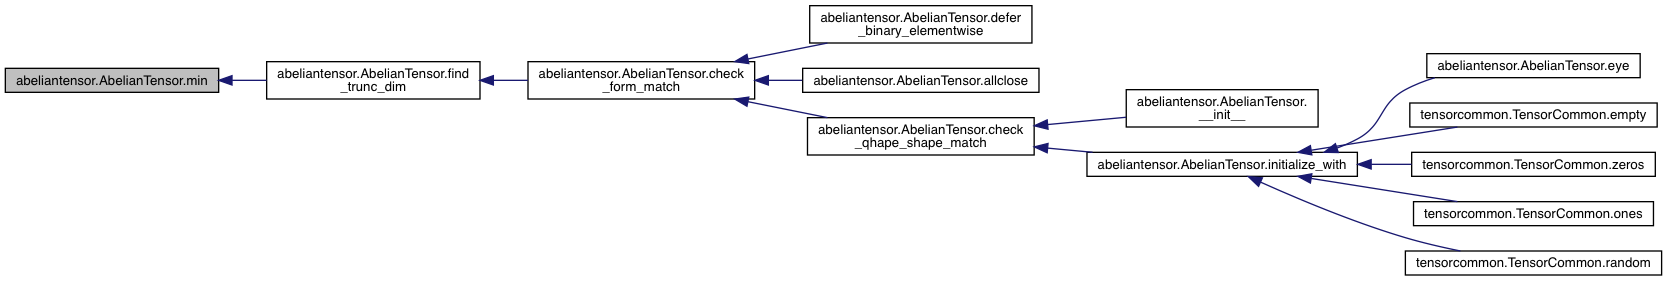 abeliantensor.AbelianTensor.min
abeliantensor.AbelianTensor.find
_trunc_dim
abeliantensor.AbelianTensor.check
_form_match
abeliantensor.AbelianTensor.defer
_binary_elementwise
abeliantensor.AbelianTensor.allclose
abeliantensor.AbelianTensor.check
_qhape_shape_match
abeliantensor.AbelianTensor.
__init__
abeliantensor.AbelianTensor.initialize_with
abeliantensor.AbelianTensor.eye
tensorcommon.TensorCommon.empty
tensorcommon.TensorCommon.zeros
tensorcommon.TensorCommon.ones
tensorcommon.TensorCommon.random